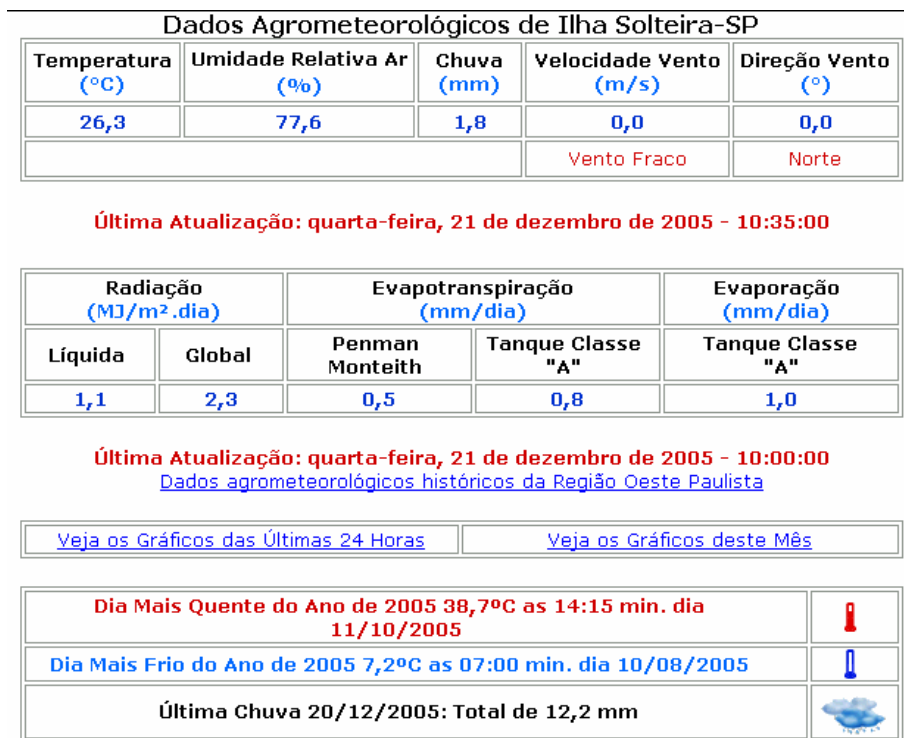 Dados Agrometeorológicos de Ilha Solteira-SP
Temperatura Umidade Relativa Ar Chuva Velocidade Vento Direção Vento
(°C) (%) (mm) (m/s) (°)
26,3 77,6 1,8 0,0 0,0
Vento Fraco Norte
Última Atualização: quarta-feira, 21 de dezembro de 2005 - 10:35:00
Radiação Evapotranspiração Evaporação
(MJ/m².dia) (mm/dia) (mm/dia)
Líquida Global Penman Tanque Classe Tanque Classe
Monteith "A" "A"
1,1 2,3 0,5 0,8 1,0
Última Atualização: quarta-feira, 21 de dezembro de 2005 - 10:00:00
Dados agrometeorológicos históricos da Região Oeste Paulista
Veja os Gráficos das Últimas 24 Horas Veja os Gráficos deste Mês
Dia Mais Quente do Ano de 2005 38,7ºC as 14:15 min. dia
11/10/2005
Dia Mais Frio do Ano de 2005 7,2ºC as 07:00 min. dia 10/08/2005
Última Chuva 20/12/2005: Total de 12,2 mm